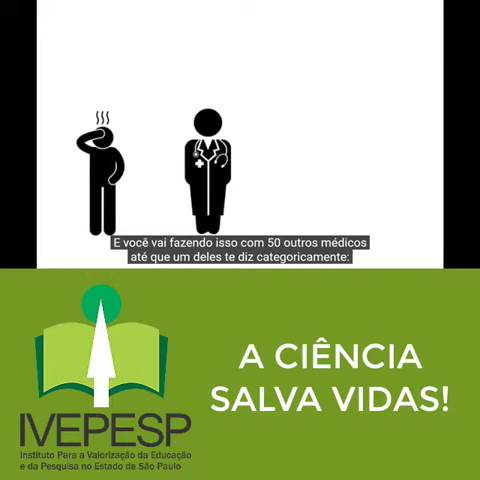 E você vai fazendo isso com 50 outros médicos
até que um deles te diz categoricamente:
A CIÊNCIA
SALVA VIDAS!
IVEPESP
Instituto Para a Valorização da Educação
e da Pesquisa no Estado de São Paulo